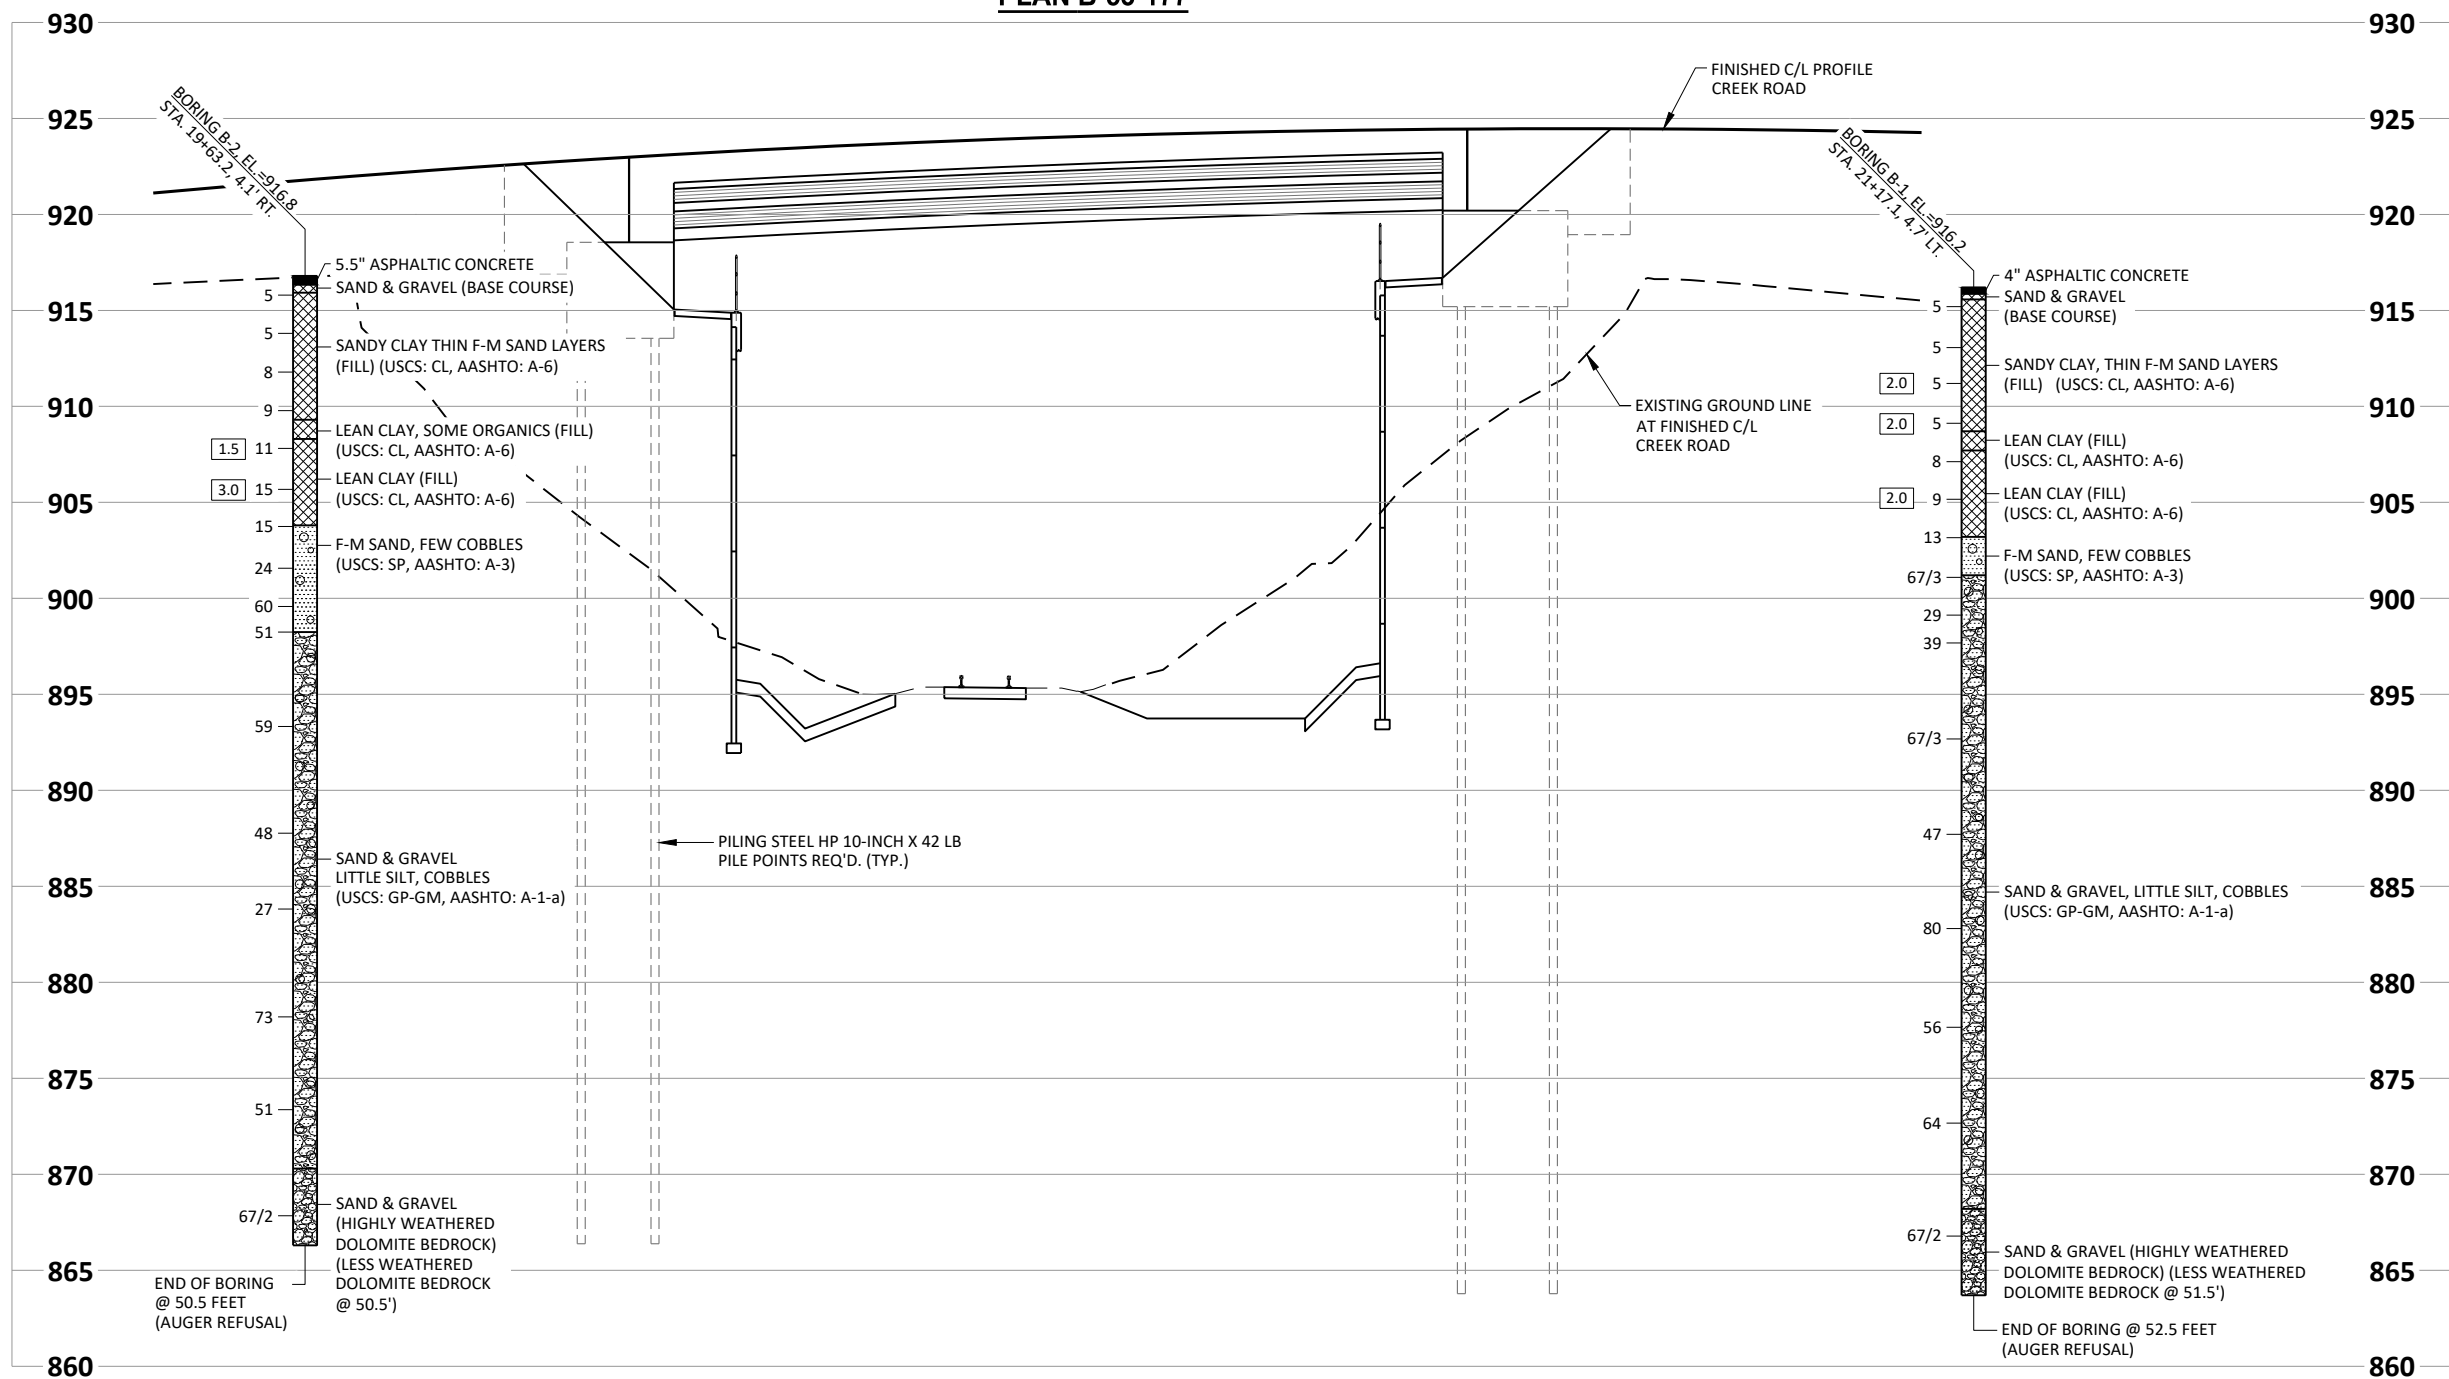 930
930
925
925
920
920
915
915
910
910
905
905
900
900
895
895
890
890
885
885
880
880
875
875
870
870
865
865
860
860
FINISHED C/L PROFILE
CREEK ROAD
BORING B-2, EL.=916.8
STA. 19+63.2, 4.1' RT.
5.5" ASPHALTIC CONCRETE
SAND & GRAVEL (BASE COURSE)
SANDY CLAY THIN F-M SAND LAYERS
(FILL) (USCS: CL, AASHTO: A-6)
LEAN CLAY, SOME ORGANICS (FILL)
(USCS: CL, AASHTO: A-6)
LEAN CLAY (FILL)
(USCS: CL, AASHTO: A-6)
F-M SAND, FEW COBBLES
(USCS: SP, AASHTO: A-3)
SAND & GRAVEL
LITTLE SILT, COBBLES
(USCS: GP-GM, AASHTO: A-1-a)
SAND & GRAVEL
(HIGHLY WEATHERED
DOLOMITE BEDROCK)
(LESS WEATHERED
DOLOMITE BEDROCK
@ 50.5')
END OF BORING
@ 50.5 FEET
(AUGER REFUSAL)
5
5
8
9
1.5 11
3.0 15
15
24
60
51
59
48
27
73
51
67/2
PILING STEEL HP 10-INCH X 42 LB
PILE POINTS REQ'D. (TYP.)
EXISTING GROUND LINE
AT FINISHED C/L
CREEK ROAD
BORING B-1, EL.=916.2
STA. 21+17.1, 4.7' LT.
4" ASPHALTIC CONCRETE
SAND & GRAVEL
(BASE COURSE)
SANDY CLAY, THIN F-M SAND LAYERS
(FILL) (USCS: CL, AASHTO: A-6)
LEAN CLAY (FILL)
(USCS: CL, AASHTO: A-6)
LEAN CLAY (FILL)
(USCS: CL, AASHTO: A-6)
F-M SAND, FEW COBBLES
(USCS: SP, AASHTO: A-3)
SAND & GRAVEL, LITTLE SILT, COBBLES
(USCS: GP-GM, AASHTO: A-1-a)
SAND & GRAVEL (HIGHLY WEATHERED
DOLOMITE BEDROCK) (LESS WEATHERED
DOLOMITE BEDROCK @ 51.5')
END OF BORING @ 52.5 FEET
(AUGER REFUSAL)
5
5
2.0 5
2.0 5
8
2.0 9
13
67/3
29
39
67/3
47
80
56
64
67/2